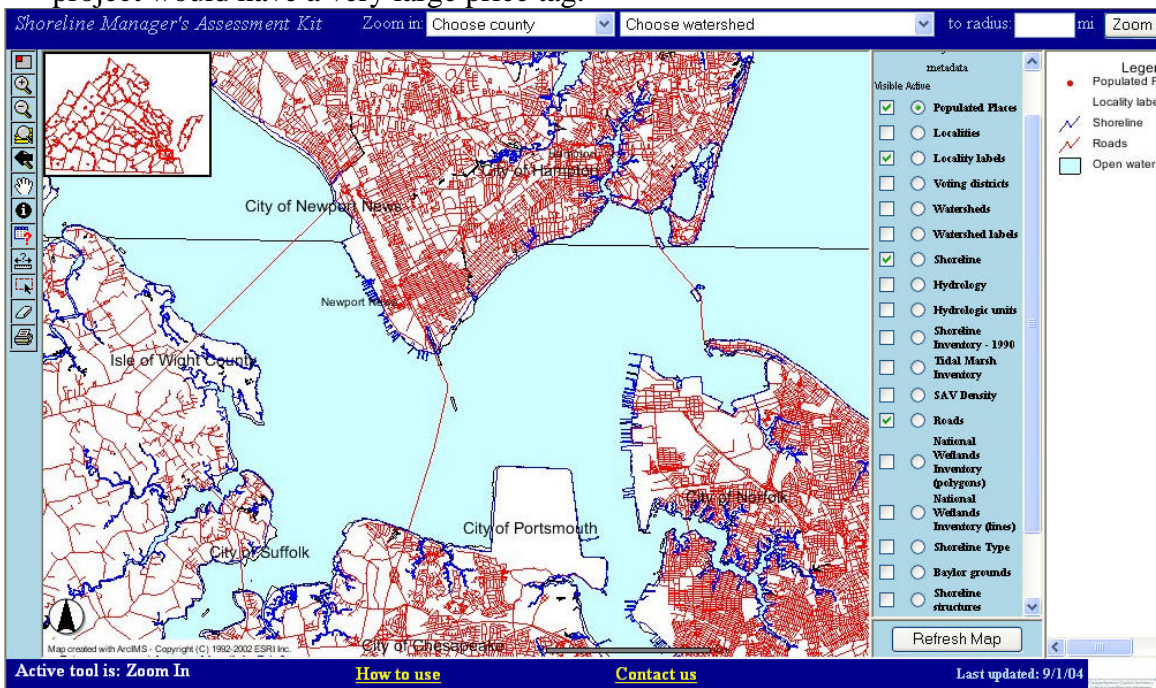 project would have a very large price tag.
Shoreline Manager's Assessment Kit Zoom in: Choose county Choose watershed to radius: mi Zoom
metadata
Visible Active
Populated Places
Localities
Locality labels
Voting districts
Watersheds
Watershed labels
Shoreline
Hydrology
Hydrologic units
Shoreline
Inventory - 1990
Tidal Marsh
Inventory
SAV Density
Roads
National
Wetlands
Inventory
(polygons)
National
Wetlands
Inventory (lines)
Shoreline Type
Baylor grounds
Shoreline
structures
Refresh Map
Lege
Populated P
Locality labe
Shoreline
Roads
Open water
City of Hampton
City of Newport News
Newport News
Isle of Wight County
City of Norfolk
City of Portsmouth
City of Suffolk
City of Chesapeake
Map created with ArcIMS - Copyright (C) 1992-2002 ESRI Inc.
Active tool is: Zoom In How to use Contact us Last updated: 9/1/04